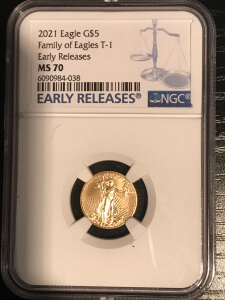 2021 Eagle G$5
Family of Eagles T-1
Early Releases
MS 70
6090984-038
EARLY RELEASES
NGC